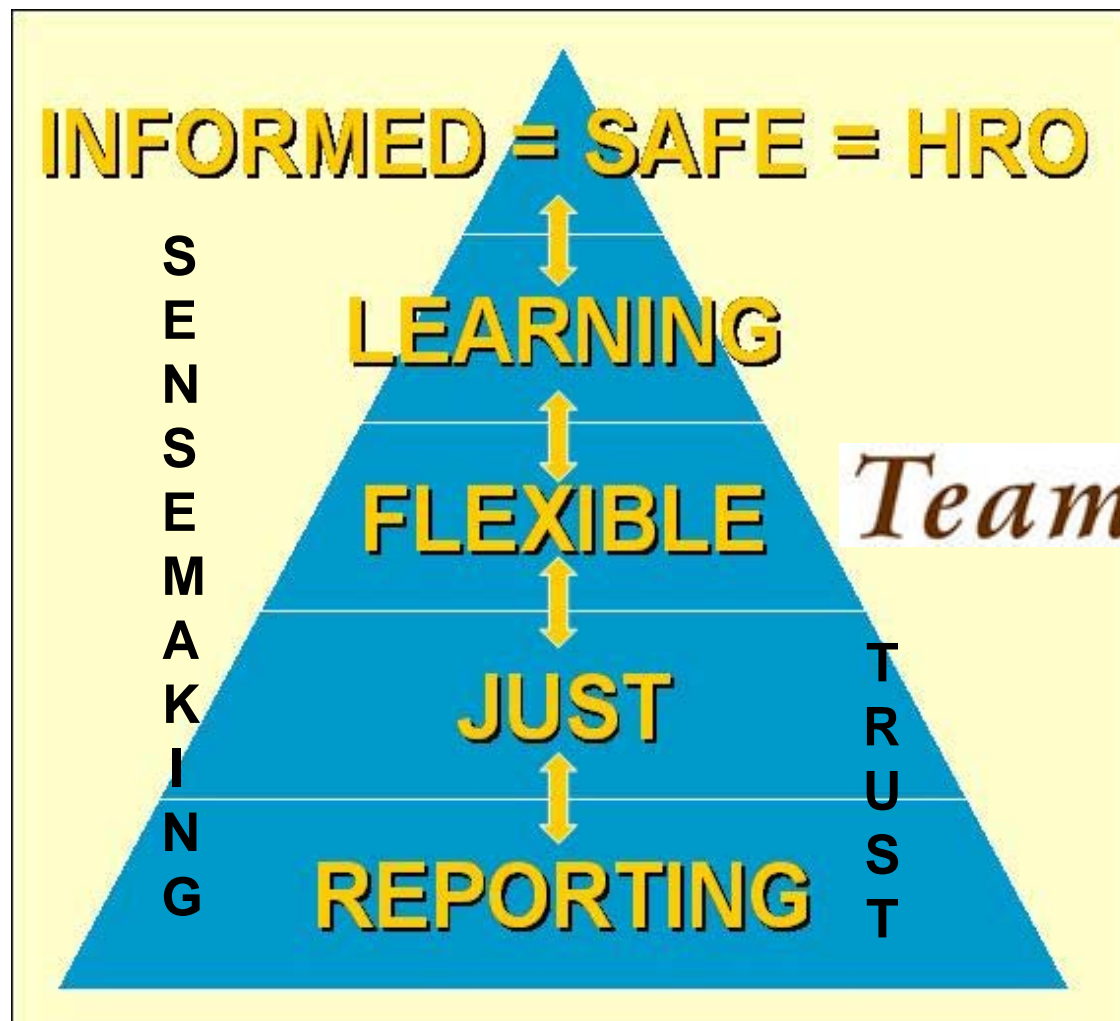 INFORMED = SAFE = HRO
LEARNING
FLEXIBLE
JUST
REPORTING
SENSEMAKING
Team
TRUST